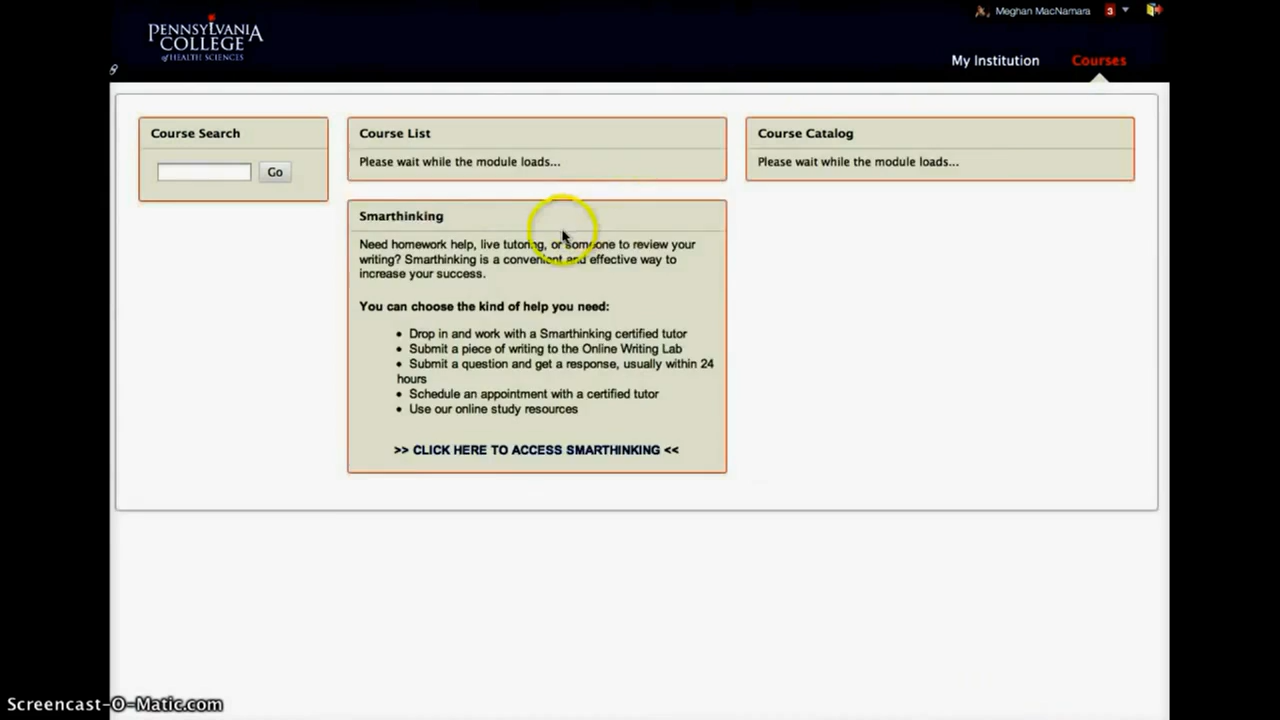 PENNSYLVANIA
COLLEGE
of HEALTH SCIENCES
Meghan MacNamara 3
My Institution Courses
Course Search
Go
Course List
Please wait while the module loads...
Course Catalog
Please wait while the module loads...
Smarthinking
Need homework help, live tutoring, or someone to review your
writing? Smarthinking is a convenient and effective way to
increase your success.
You can choose the kind of help you need:
• Drop in and work with a Smarthinking certified tutor
• Submit a piece of writing to the Online Writing Lab
• Submit a question and get a response, usually within 24
hours
• Schedule an appointment with a certified tutor
• Use our online study resources
>> CLICK HERE TO ACCESS SMARTHINKING <<
Screencast-O-Matic.com